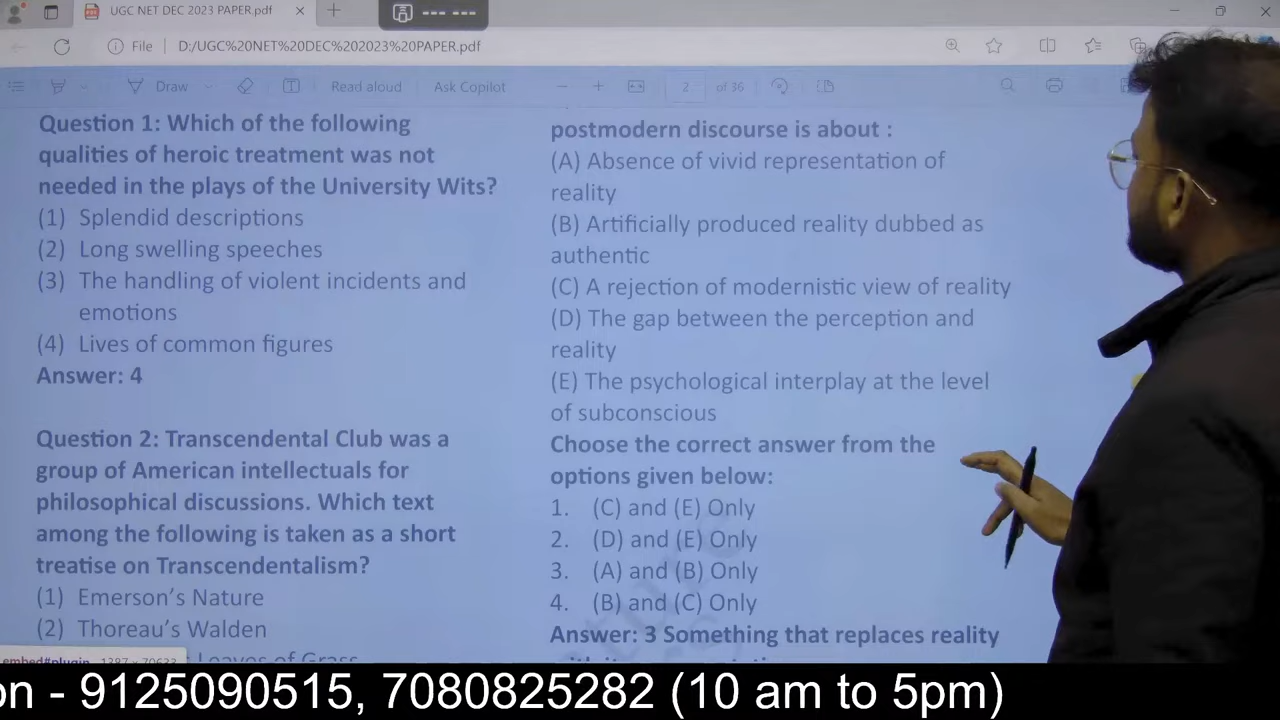 UGC NET DEC 2023 PAPER.pdf
File D:/UGC%20NET%20DEC%202023%20PAPER.pdf
Draw Read aloud Ask Copilot 2 of 36
Question 1: Which of the following
qualities of heroic treatment was not
needed in the plays of the University Wits?
(1) Splendid descriptions
(2) Long swelling speeches
(3) The handling of violent incidents and
emotions
(4) Lives of common figures
Answer: 4
Question 2: Transcendental Club was a
group of American intellectuals for
philosophical discussions. Which text
among the following is taken as a short
treatise on Transcendentalism?
(1) Emerson's Nature
(2) Thoreau's Walden
Leaves of Grass
postmodern discourse is about :
(A) Absence of vivid representation of
reality
(B) Artificially produced reality dubbed as
authentic
(C) A rejection of modernistic view of reality
(D) The gap between the perception and
reality
(E) The psychological interplay at the level
of subconscious
Choose the correct answer from the
options given below:
1. (C) and (E) Only
2. (D) and (E) Only
3. (A) and (B) Only
4. (B) and (C) Only
Answer: 3 Something that replaces reality
on - 9125090515, 7080825282 (10 am to 5pm)